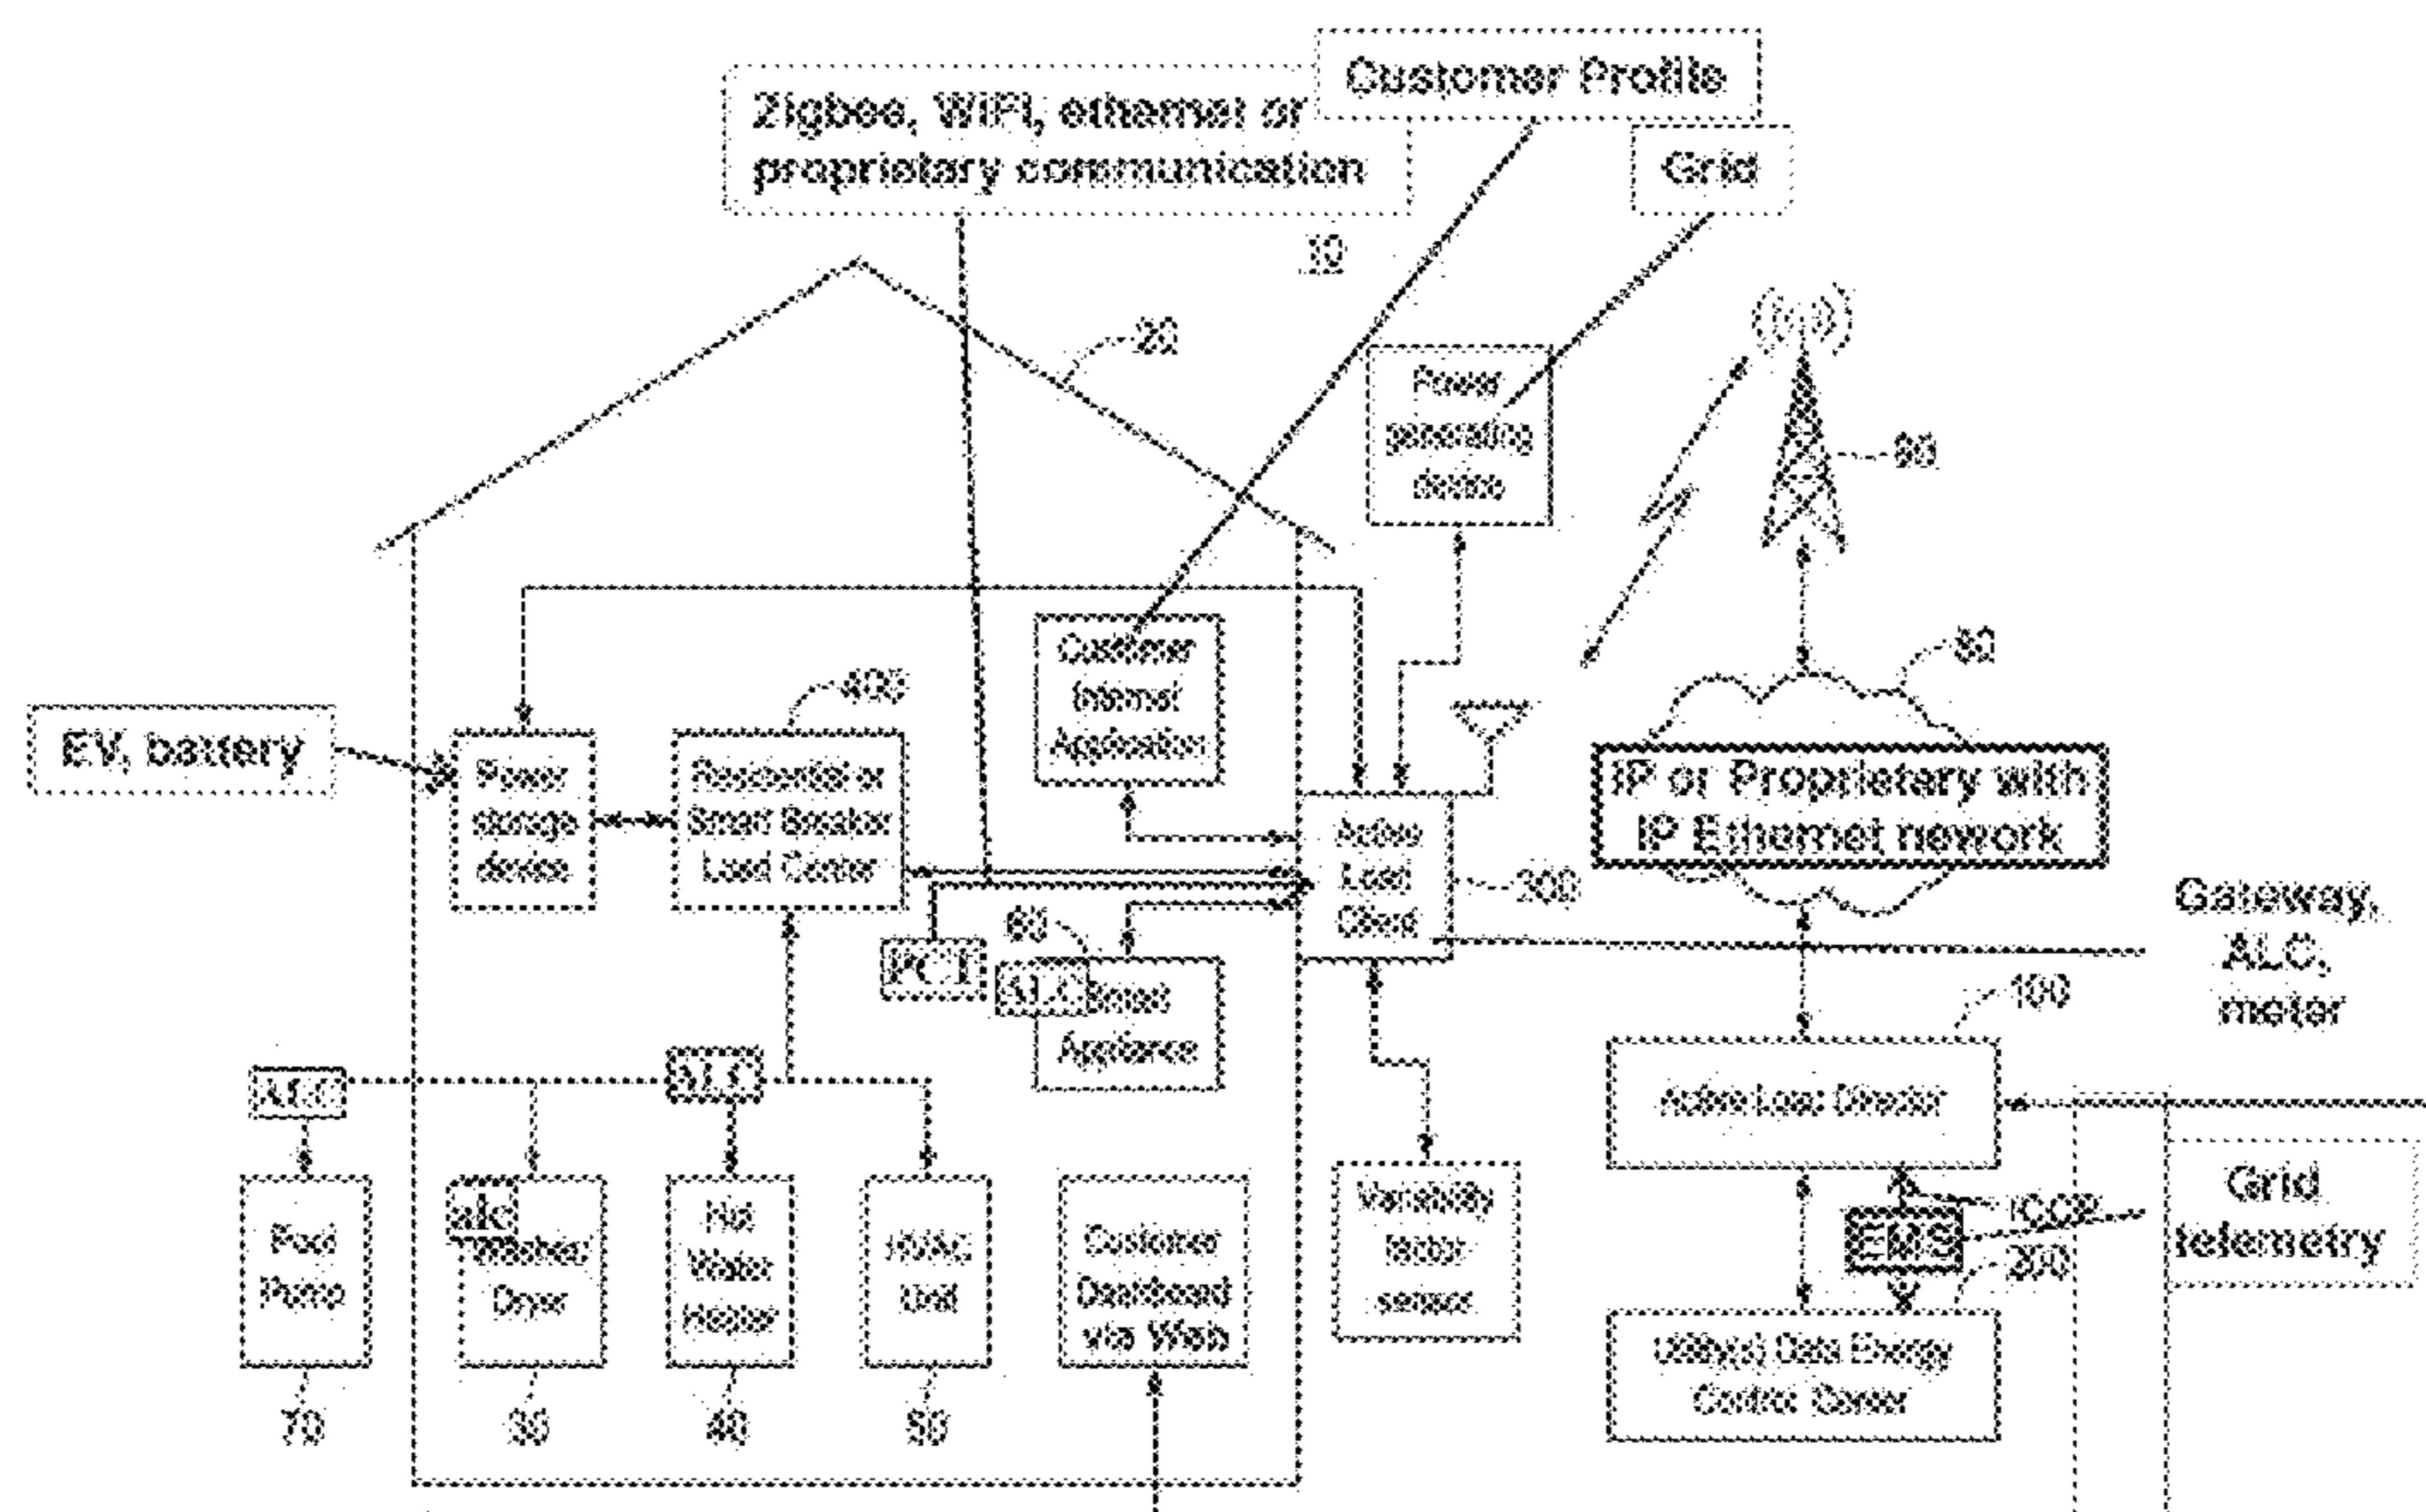 Customer Profile
Zigbee, WiFi, ethernet or
proprietary communication
Grid
10
20
Power
generating
device
90
80
Customer
Internet
Application
400
EV, battery
Power
storage
device
Residential or
Smart Breaker
Load Center
IP or Proprietary with
IP Ethernet nework
Active
Load
Client
300
Gateway,
ALC,
meter
60
PCT
ALC
Smart
Appliance
100
ALC
ALC
Active Load Director
Grid
telemetry
ICCP
EMS
200
Pool
Pump
alc
Washer/
Dryer
Hot
Water
Heater
HVAC
Unit
Customer
Dashboard
via Web
Variability
factor
sensor
Utility(s) Data Energy
Control Center
70
30
40
50